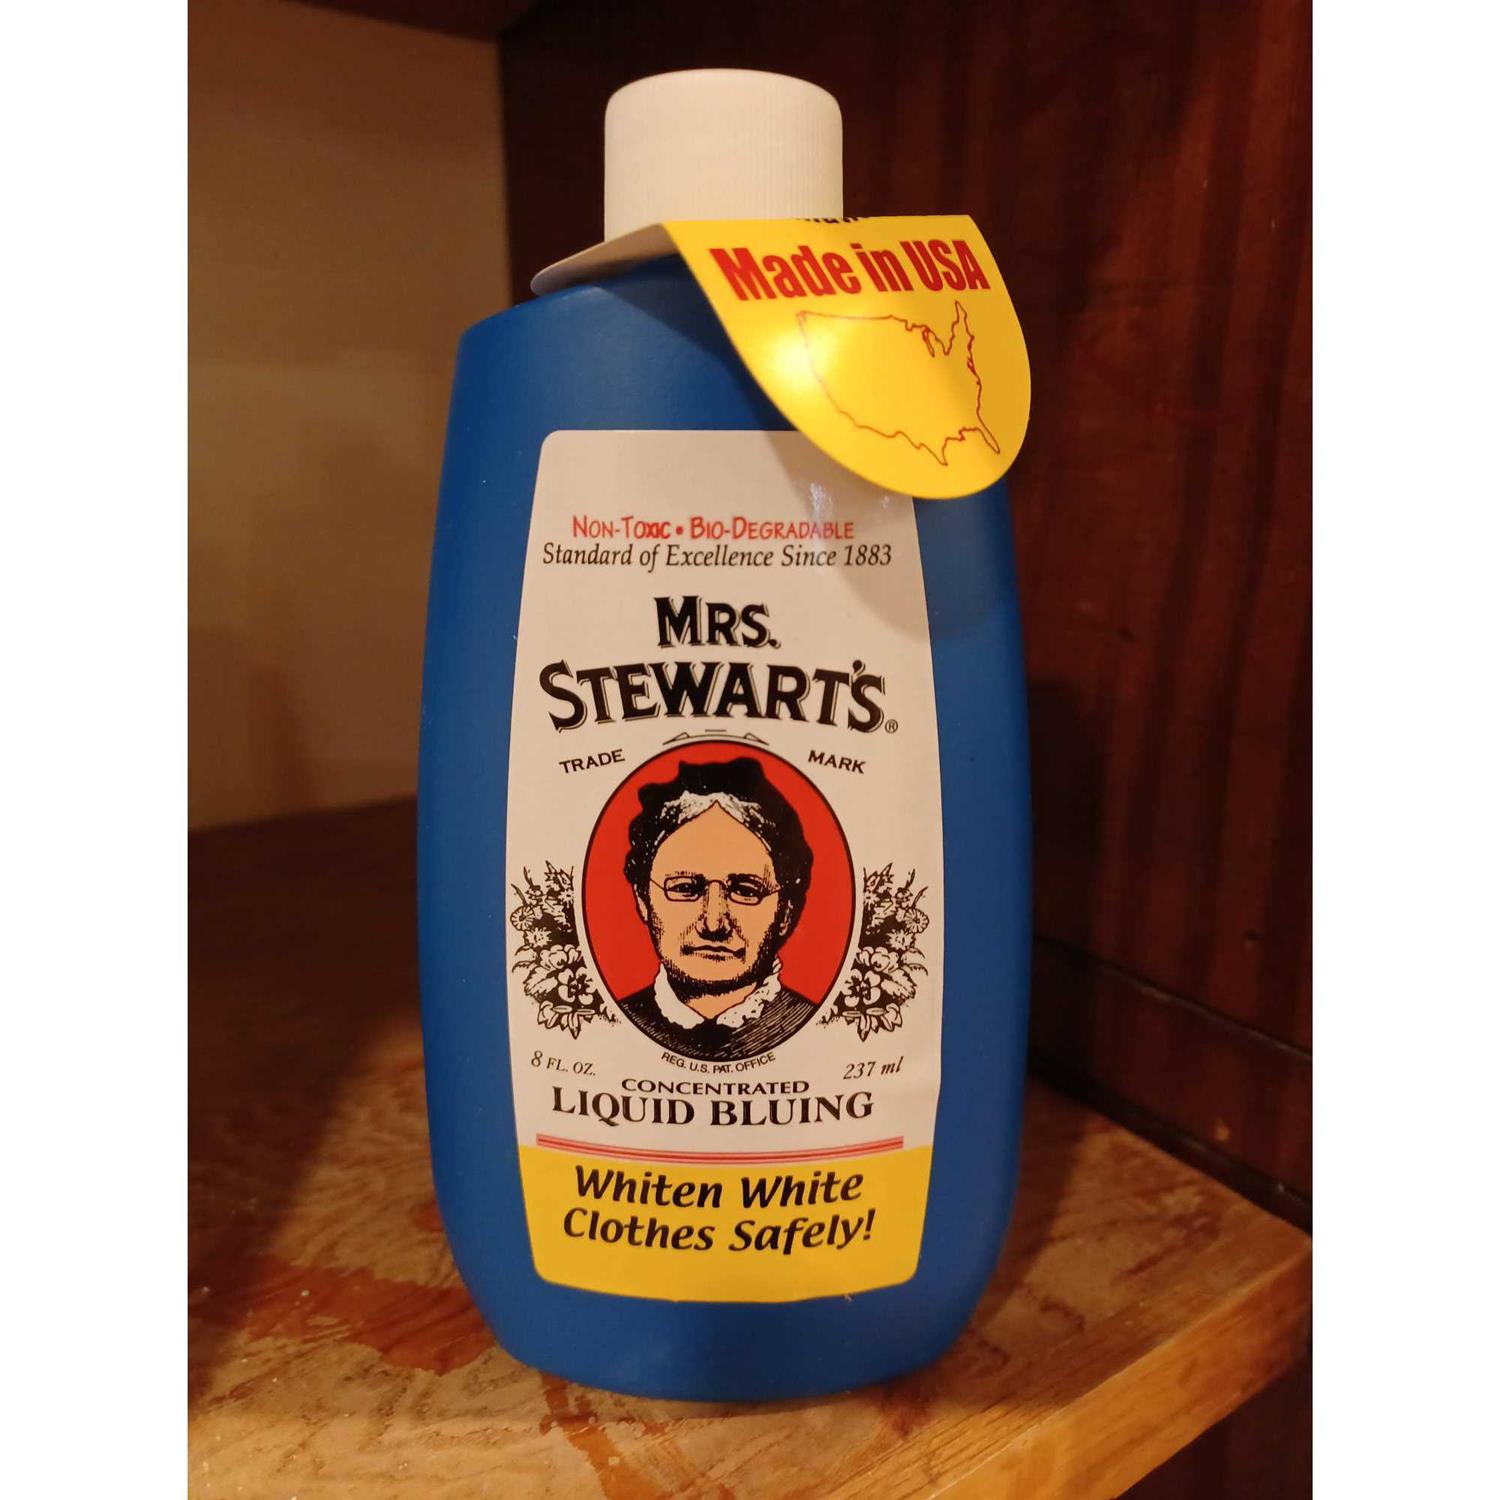 Made in USA
NON-TOXIC • BIO-DEGRADABLE
Standard of Excellence Since 1883
MRS.
STEWART'S®
TRADE MARK
REG. U.S. PAT. OFFICE
8 FL. OZ. 237 ml
CONCENTRATED
LIQUID BLUING
Whiten White
Clothes Safely!